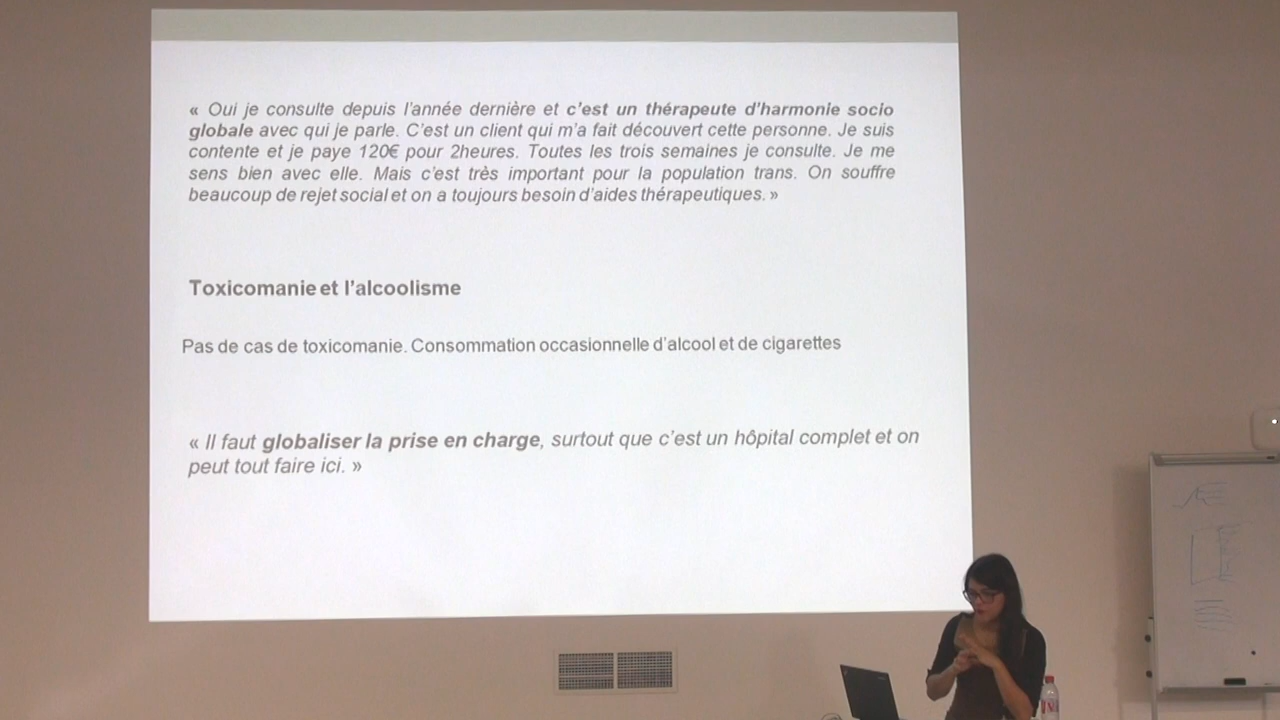 « Oui je consulte depuis l'année dernière et c'est un thérapeute d'harmonie socio
globale avec qui je parle. C'est un client qui m'a fait découvert cette personne. Je suis
contente et je paye 120€ pour 2heures. Toutes les trois semaines je consulte. Je me
sens bien avec elle. Mais c'est très important pour la population trans. On souffre
beaucoup de rejet social et on a toujours besoin d'aides thérapeutiques. »
Toxicomanie et l'alcoolisme
Pas de cas de toxicomanie. Consommation occasionnelle d'alcool et de cigarettes
« Il faut globaliser la prise en charge, surtout que c'est un hôpital complet et on
peut tout faire ici. »